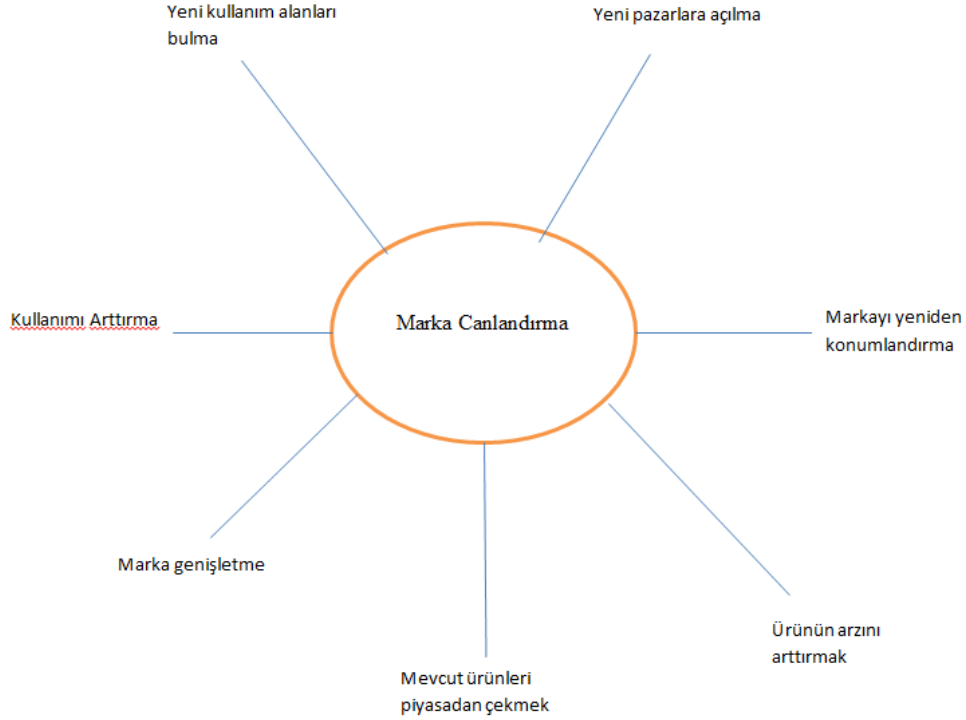 Yeni kullanım alanları
bulma
Yeni pazarlara açılma
Kullanımı Arttırma
Marka Canlandırma
Markayı yeniden
konumlandırma
Marka genişletme
Ürünün arzını
arttırmak
Mevcut ürünleri
piyasadan çekmek